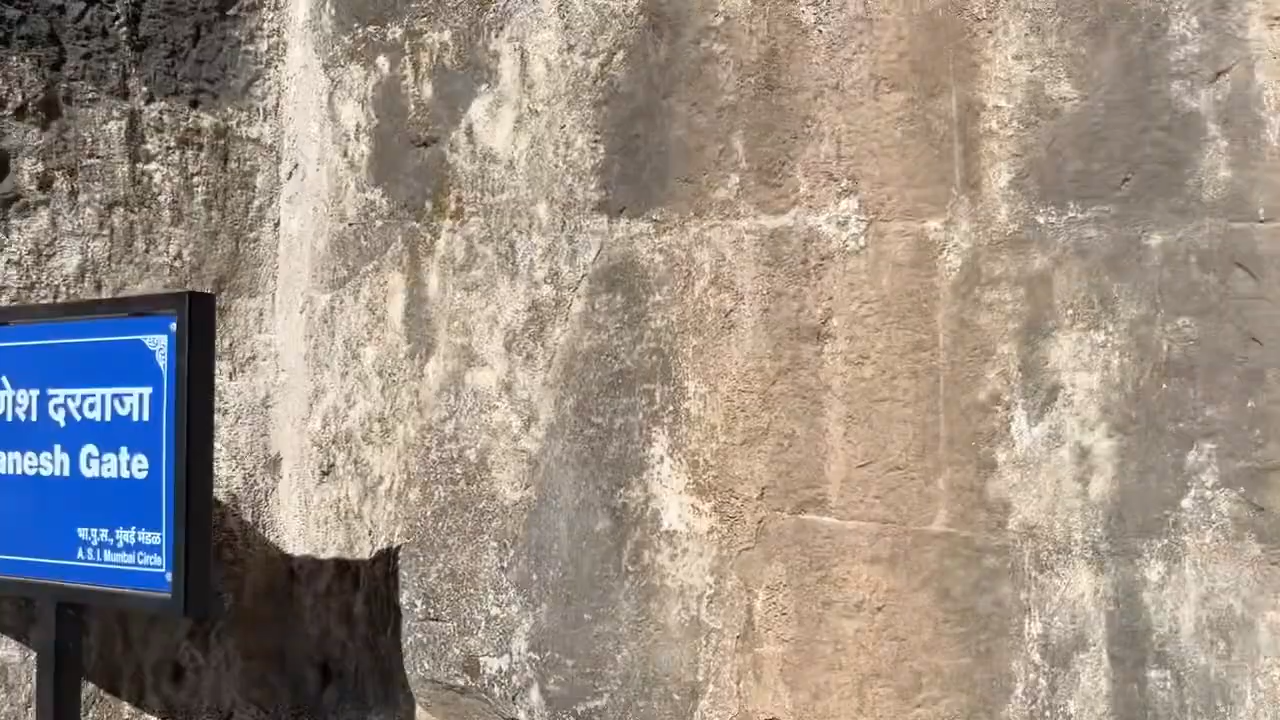 णेश दरवाजा
anesh Gate
भा.पु.स., मुंबई मंडळ
A. S. I. Mumbai Circle